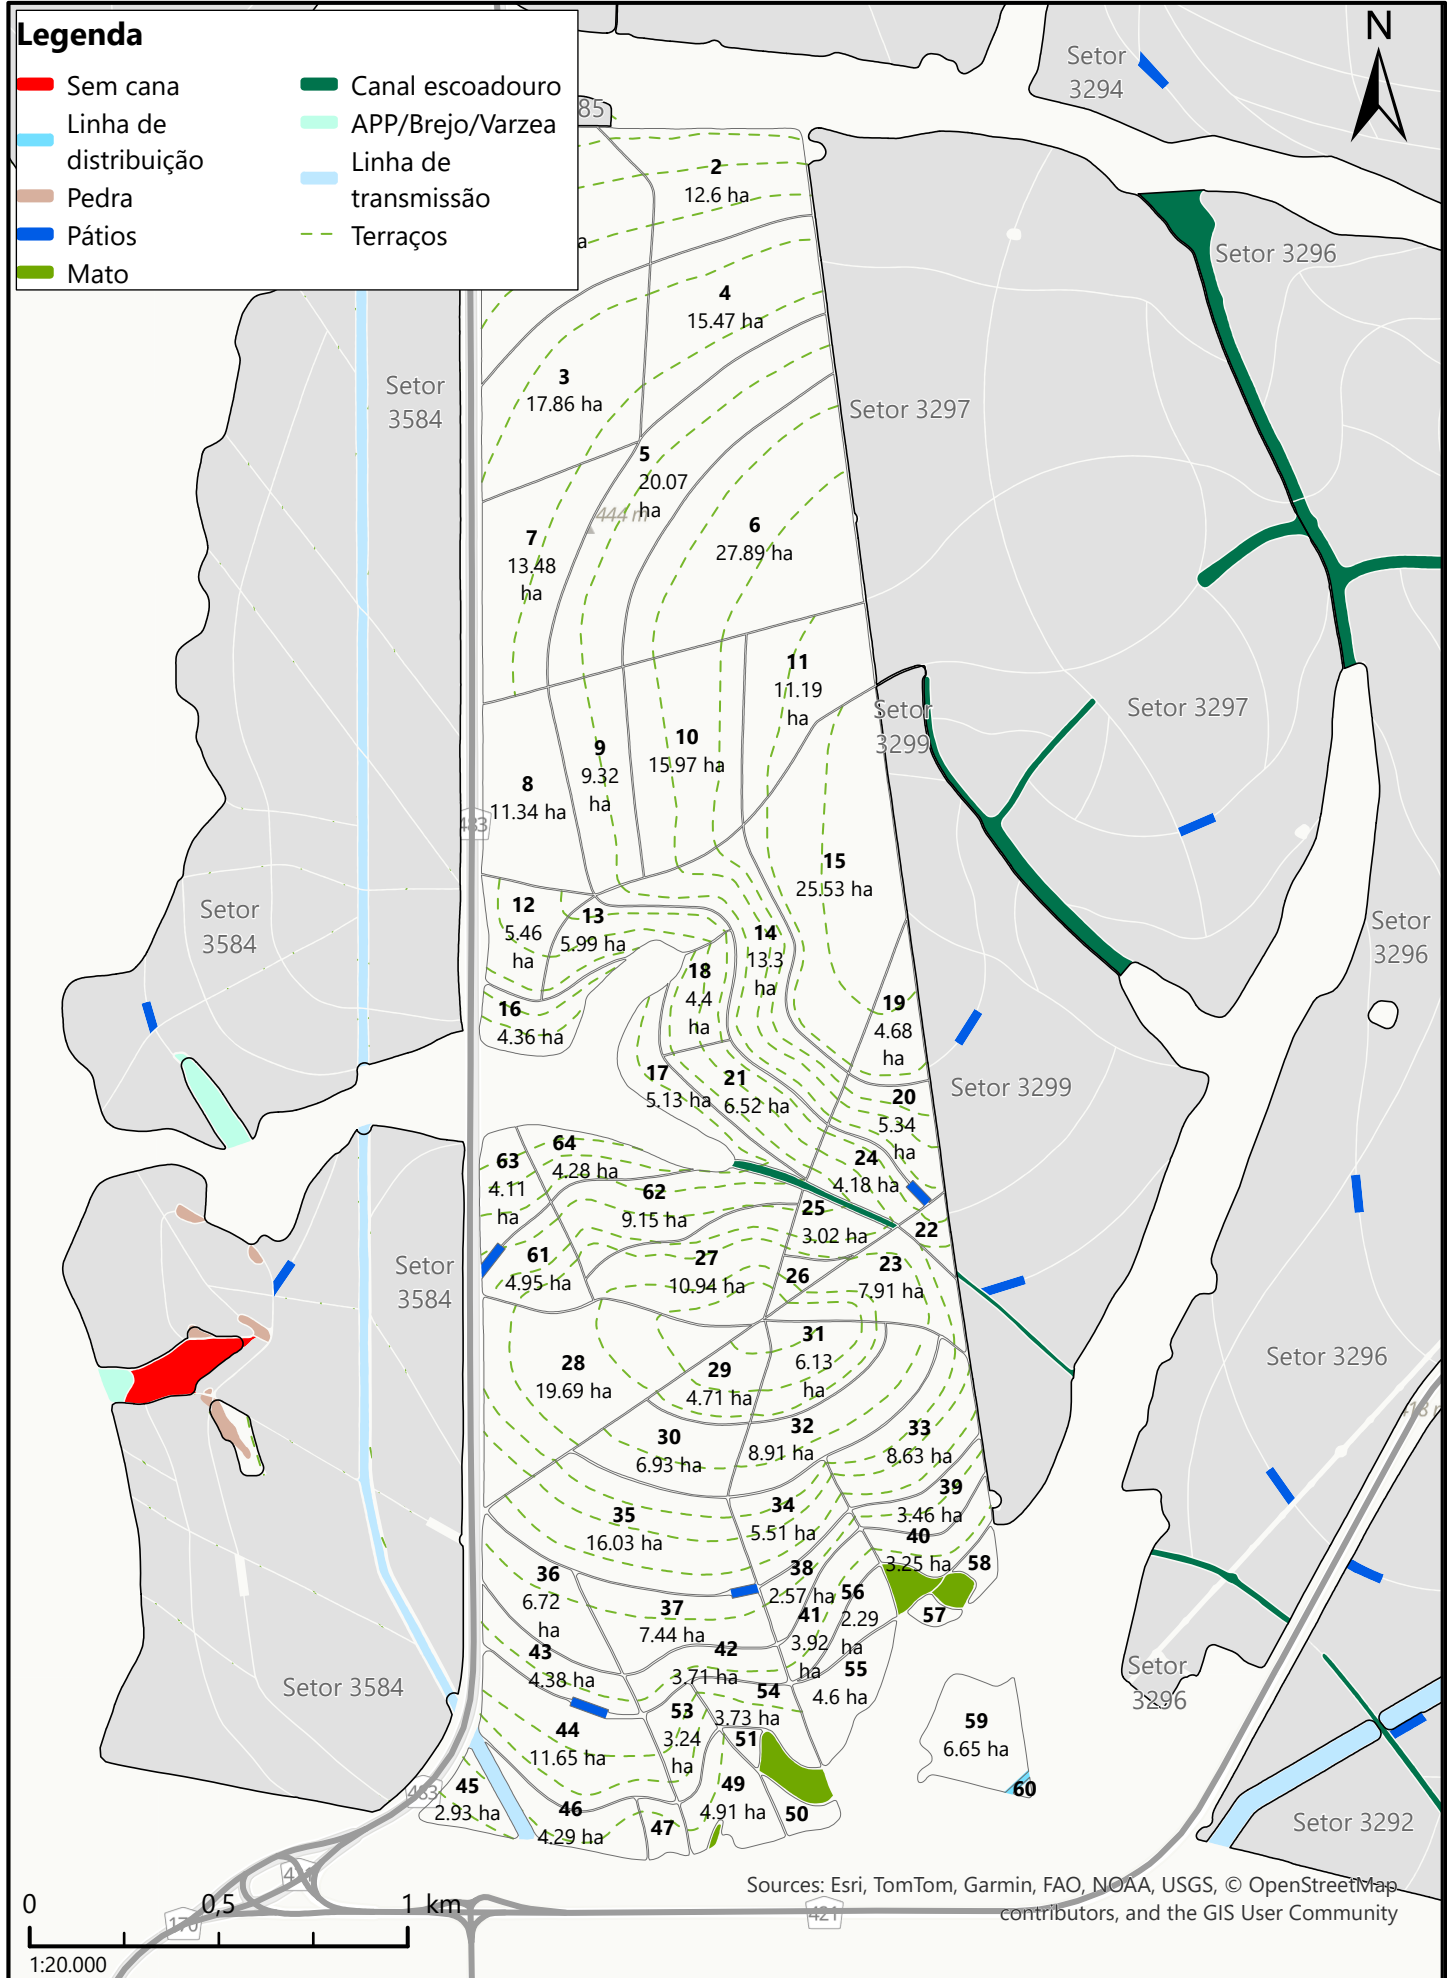 Legenda
Sem cana
Linha de
distribuição
Pedra
Pátios
Mato
Canal escoadouro
APP/Brejo/Varzea
Linha de
transmissão
Terraços
N
85
Setor
3294
2
12.6 ha
a
Setor 3296
4
15.47 ha
3
17.86 ha
Setor
3584
Setor 3297
5
20.07
ha
444 m
6
27.89 ha
7
13.48
ha
11
11.19
ha
Setor
3299
Setor 3297
9
9.32
ha
10
15.97 ha
8
11.34 ha
483
15
25.53 ha
Setor
3584
12
5.46
ha
13
5.99 ha
14
13.3
ha
Setor
3296
18
4.4
ha
16
4.36 ha
19
4.68
ha
17
5.13 ha
21
6.52 ha
Setor 3299
20
5.34
ha
64
4.28 ha
63
4.11
ha
24
4.18 ha
62
9.15 ha
25
3.02 ha
22
61
4.95 ha
27
10.94 ha
26
23
7.91 ha
Setor
3584
31
6.13
ha
28
19.69 ha
29
4.71 ha
Setor 3296
418 m
30
6.93 ha
32
8.91 ha
33
8.63 ha
39
3.46 ha
35
16.03 ha
34
5.51 ha
40
3.25 ha
58
36
6.72
ha
38
2.57 ha
56
2.29
ha
37
7.44 ha
41
3.92
ha
57
43
4.38 ha
42
3.71 ha
55
4.6 ha
Setor 3584
Setor
3296
54
3.73 ha
53
3.24
ha
44
11.65 ha
51
59
6.65 ha
60
45
2.93 ha
483
46
4.29 ha
47
49
4.91 ha
50
Setor 3292
Sources: Esri, TomTom, Garmin, FAO, NOAA, USGS, © OpenStreetMap
contributors, and the GIS User Community
0 0,5 1 km
170
421
1:20.000